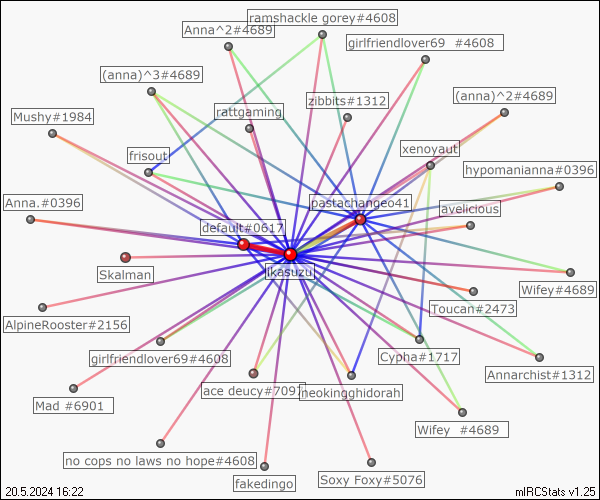 ramshackle gorey#4608
Anna^2#4689
girlfriendlover69 #4608
(anna)^3#4689
zibbits#1312
(anna)^2#4689
Mushy#1984
rattgaming
xenoyaut
frisout
hypomanianna#0396
Anna.#0396
pastachangeo41
avelicious
default#0617
Skalman
ikasuzu
Wifey#4689
Toucan#2473
AlpineRooster#2156
girlfriendlover69#4608
Cypha#1717
Annarchist#1312
ace deucy#7097
neokingghidorah
Mad #6901
Wifey #4689
no cops no laws no hope#4608
Soxy Foxy#5076
fakedingo
20.5.2024 16:22
mIRCStats v1.25